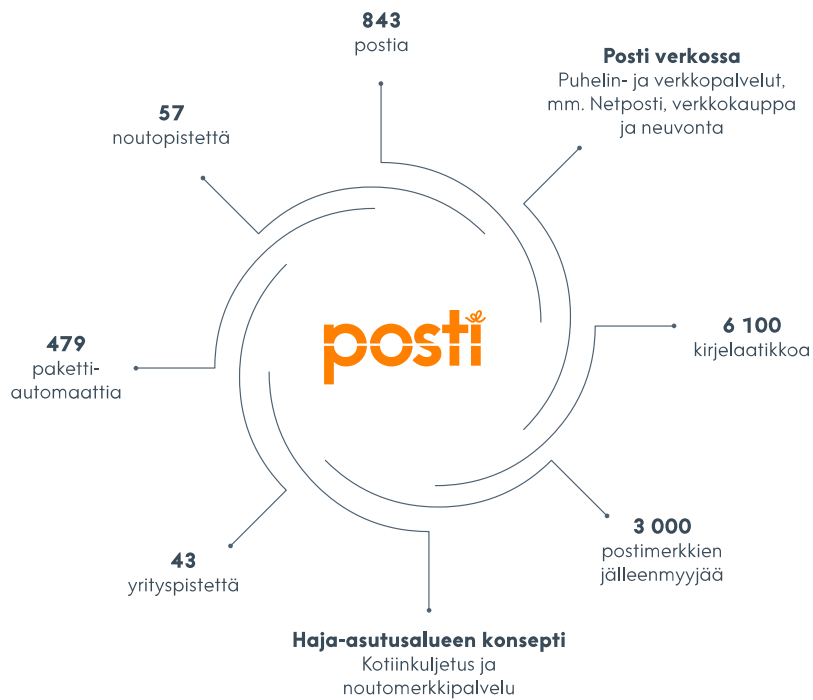 843
postia
Posti verkossa
Puhelin- ja verkkopalvelut,
mm. Netposti, verkkokauppa
ja neuvonta
57
noutopistettä
posti
6 100
kirjelaatikkoa
479
paketti-
automaattia
3 000
postimerkkien
jälleenmyyjää
43
yrityspistettä
Haja-asutusalueen konsepti
Kotiinkuljetus ja
noutomerkkipalvelu